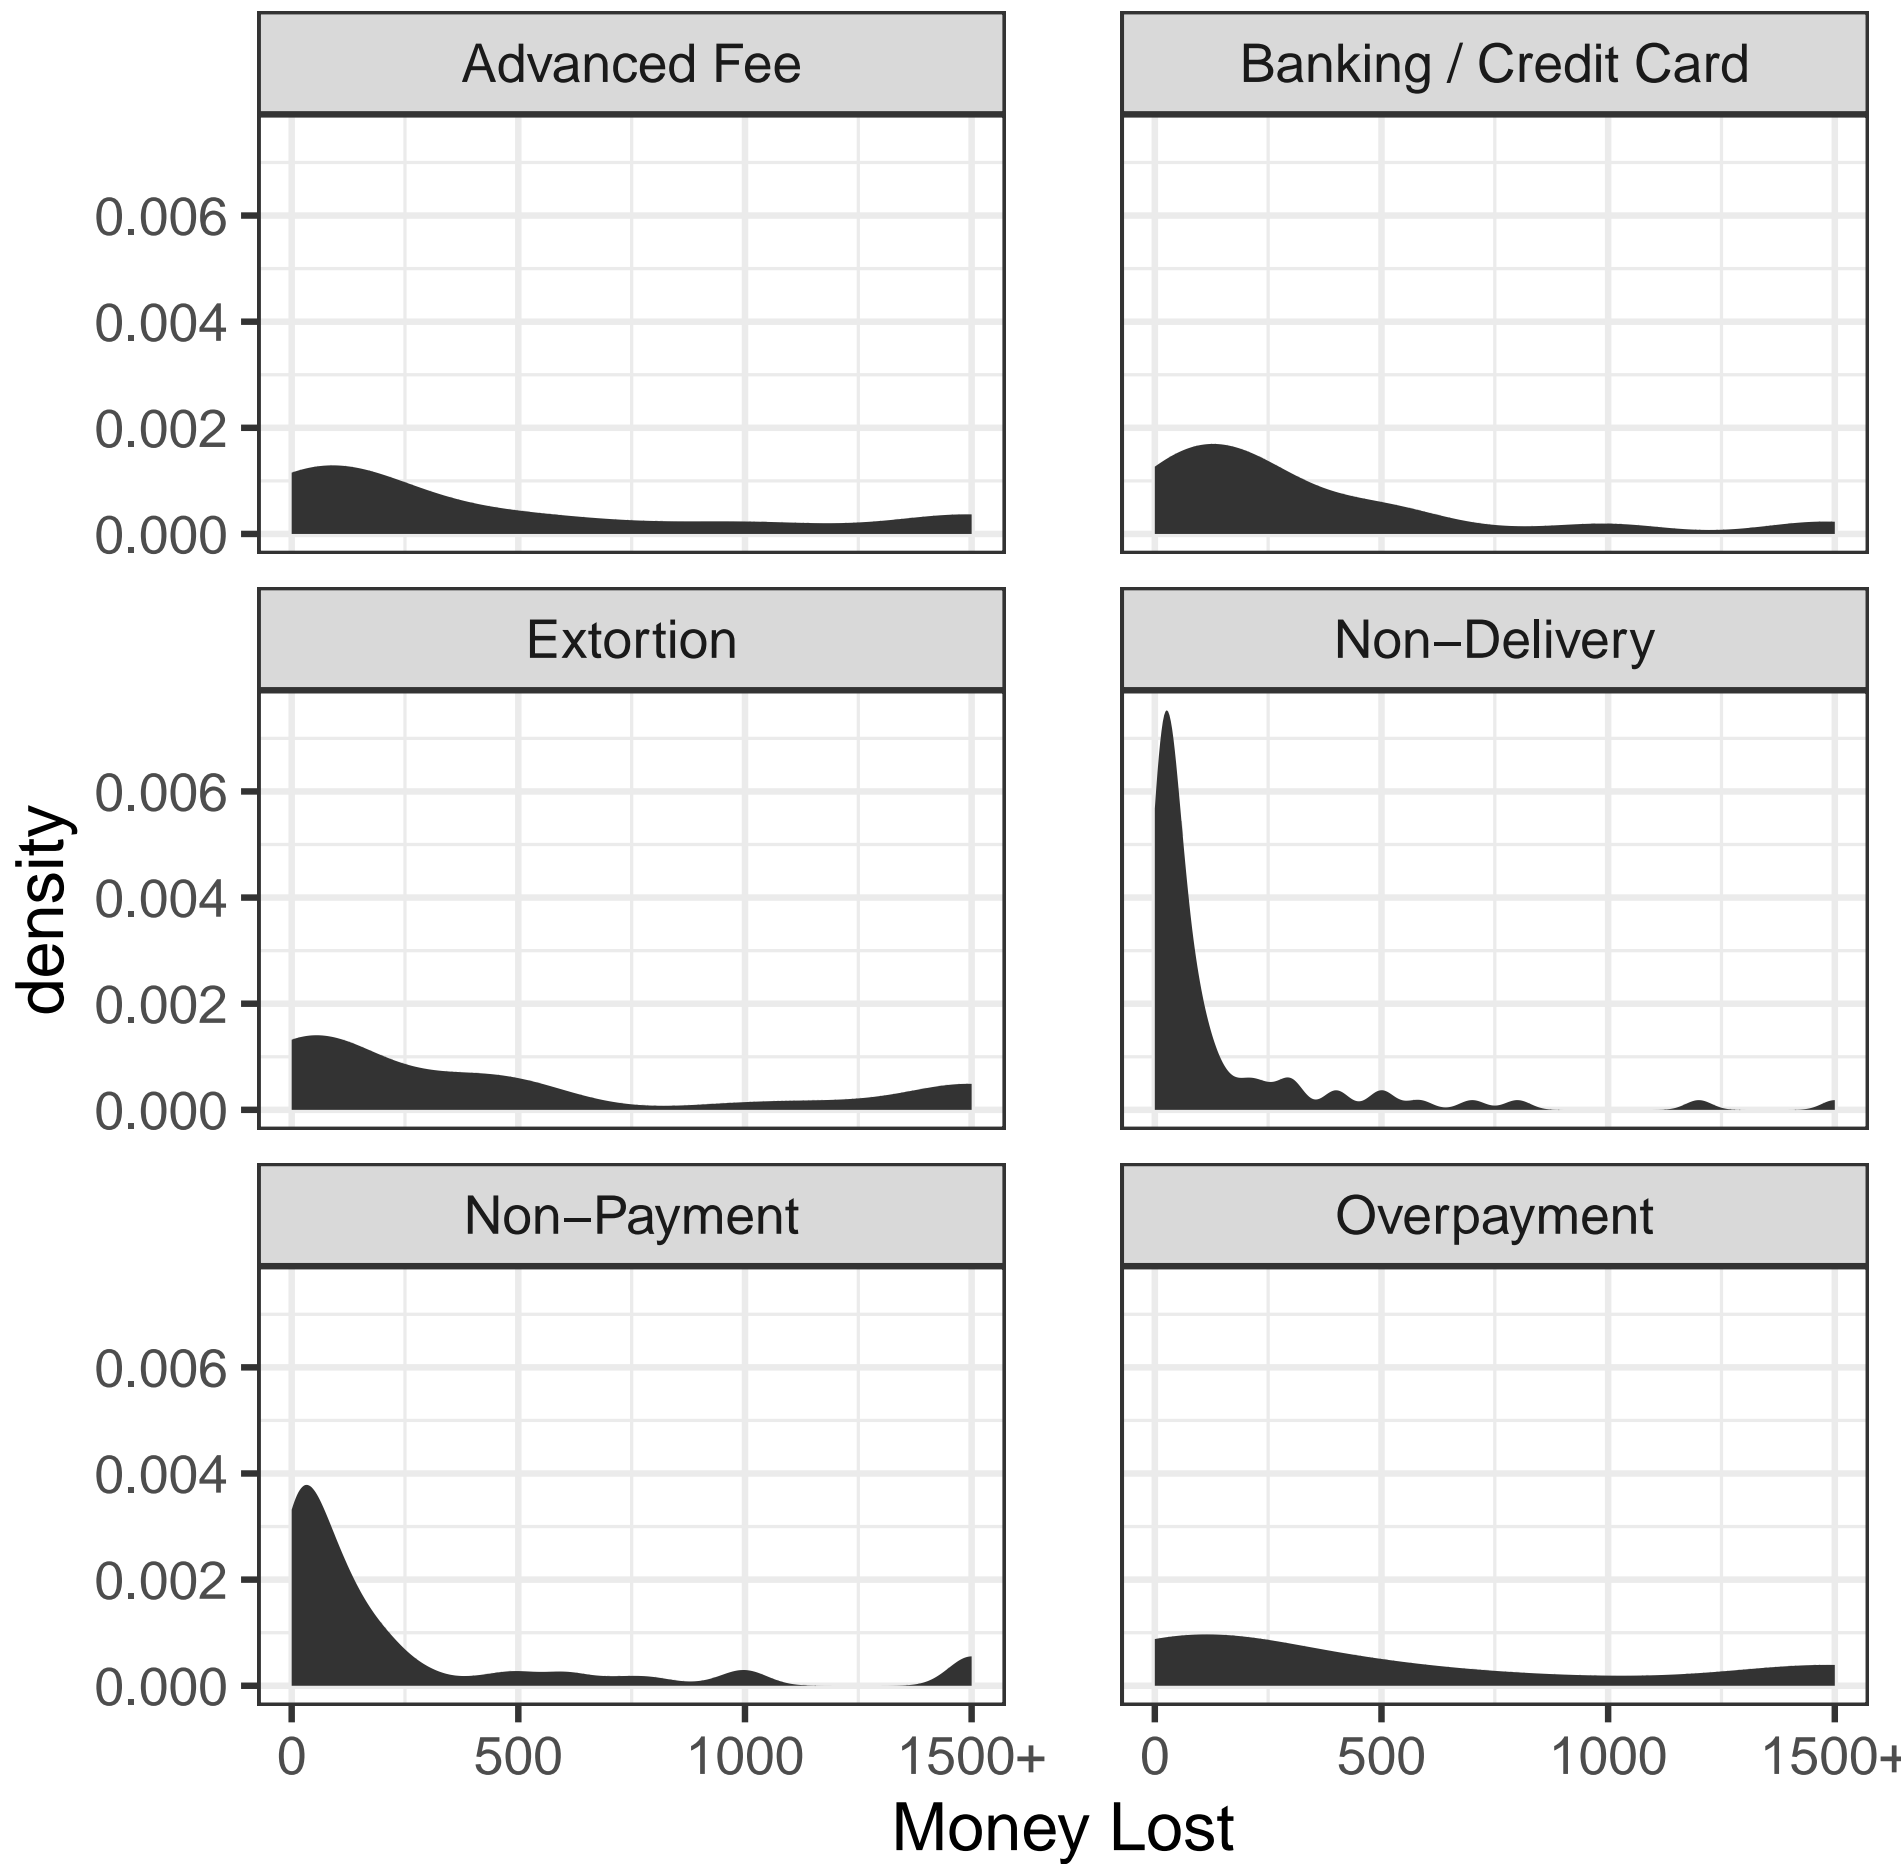 Advanced Fee
Banking / Credit Card
0.006
0.004
0.002
0.000
Extortion
Non−Delivery
0.006
0.004
0.002
0.000
density
Non−Payment
Overpayment
0.006
0.004
0.002
0.000
0 500 1000 1500+
0 500 1000 1500+
Money Lost